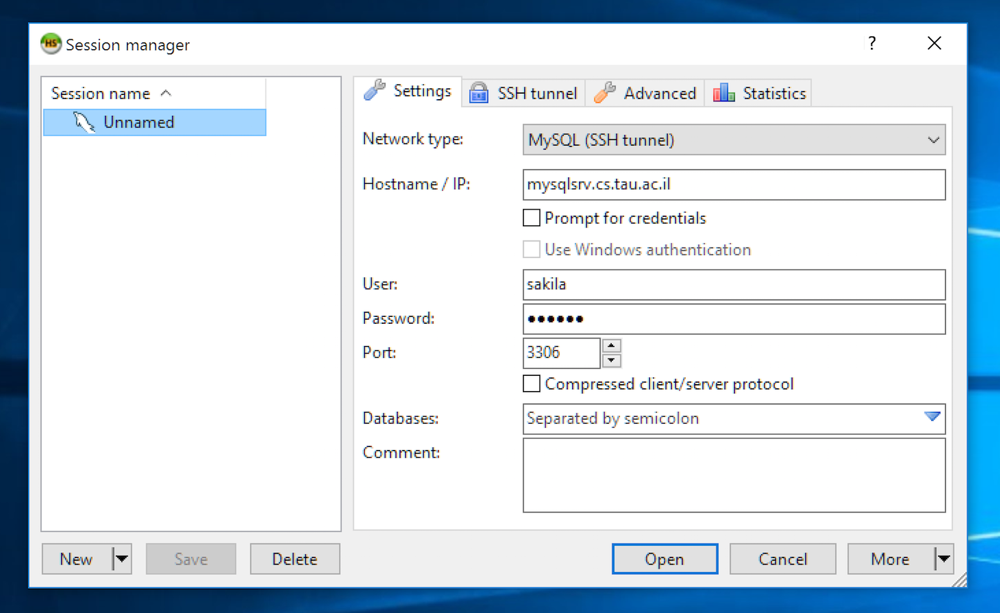 HS Session manager ?
Session name
Unnamed
Settings SSH tunnel Advanced Statistics
Network type: MySQL (SSH tunnel)
Hostname / IP: mysqlsrv.cs.tau.ac.il
Prompt for credentials
Use Windows authentication
User: sakila
Password: ••••••
Port: 3306
Compressed client/server protocol
Databases: Separated by semicolon
Comment:
New Save Delete Open Cancel More